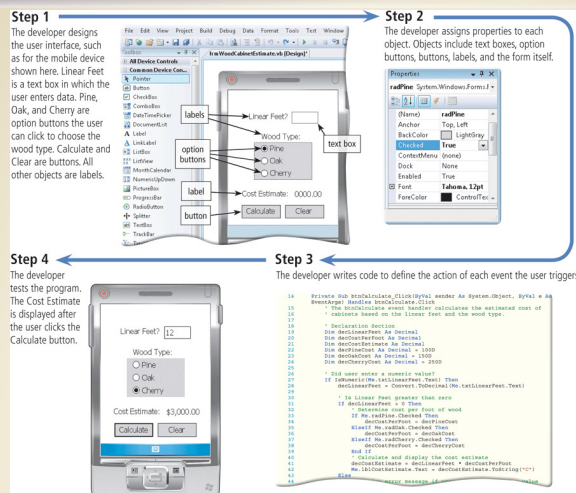 Step 1
The developer designs
the user interface, such
as for the mobile device
shown here. Linear Feet
is a text box in which the
user enters data. Pine,
Oak, and Cherry are
option buttons the user
can click to choose the
wood type. Calculate and
Clear are buttons. All
other objects are labels.
File Edit View Project Build Debug Data Format Tools Test Window
Toolbox
All Device Controls
Common Device Con...
Pointer
Button
CheckBox
ComboBox
DateTimePicker
DocumentList
Label
LinkLabel
ListBox
ListView
MonthCalendar
NumericUpDown
PictureBox
ProgressBar
RadioButton
Splitter
TextBox
TrackBar
frmWoodCabinetEstimate.vb [Design]*
labels
Linear Feet?
Wood Type:
text box
option
buttons
Pine
Oak
Cherry
label
Cost Estimate: 0000.00
button
Calculate Clear
Step 2
The developer assigns properties to each
object. Objects include text boxes, option
buttons, buttons, labels, and the form itself.
Properties
radPine System.Windows.Forms.F
(Name) radPine
Anchor Top, Left
BackColor LightGray
Checked True
ContextMenu (none)
Dock None
Enabled True
Font Tahoma, 12pt
ForeColor ControlTex
Step 4
The developer
tests the program.
The Cost Estimate
is displayed after
the user clicks the
Calculate button.
Linear Feet? 12
Wood Type:
Pine
Oak
Cherry
Cost Estimate: $3,000.00
Calculate Clear
Step 3
The developer writes code to define the action of each event the user triggers
14 Private Sub btnCalculate_Click(ByVal sender As System.Object, ByVal e As
EventArgs) Handles btnCalculate.Click
15 ' The btnCalculate event handler calculates the estimated cost of
16 ' cabinets based on the linear feet and the wood type.
17
18 ' Declaration Section
19 Dim decLinearFeet As Decimal
20 Dim decCostPerFoot As Decimal
21 Dim decCostEstimate As Decimal
22 Dim decPineCost As Decimal = 100D
23 Dim decOakCost As Decimal = 150D
24 Dim decCherryCost As Decimal = 250D
25
26 ' Did user enter a numeric value?
27 If IsNumeric(Me.txtLinearFeet.Text) Then
28 decLinearFeet = Convert.ToDecimal(Me.txtLinearFeet.Text)
29
30 ' Is Linear Feet greater than zero
31 If decLinearFeet > 0 Then
32 ' Determine cost per foot of wood
33 If Me.radPine.Checked Then
34 decCostPerFoot = decPineCost
35 ElseIf Me.radOak.Checked Then
36 decCostPerFoot = decOakCost
37 ElseIf Me.radCherry.Checked Then
38 decCostPerFoot = decCherryCost
39 End If
40 ' Calculate and display the cost estimate
41 decCostEstimate = decLinearFeet * decCostPerFoot
42 Me.lblCostEstimate.Text = decCostEstimate.ToString("C")
43 Else
44 error message if value